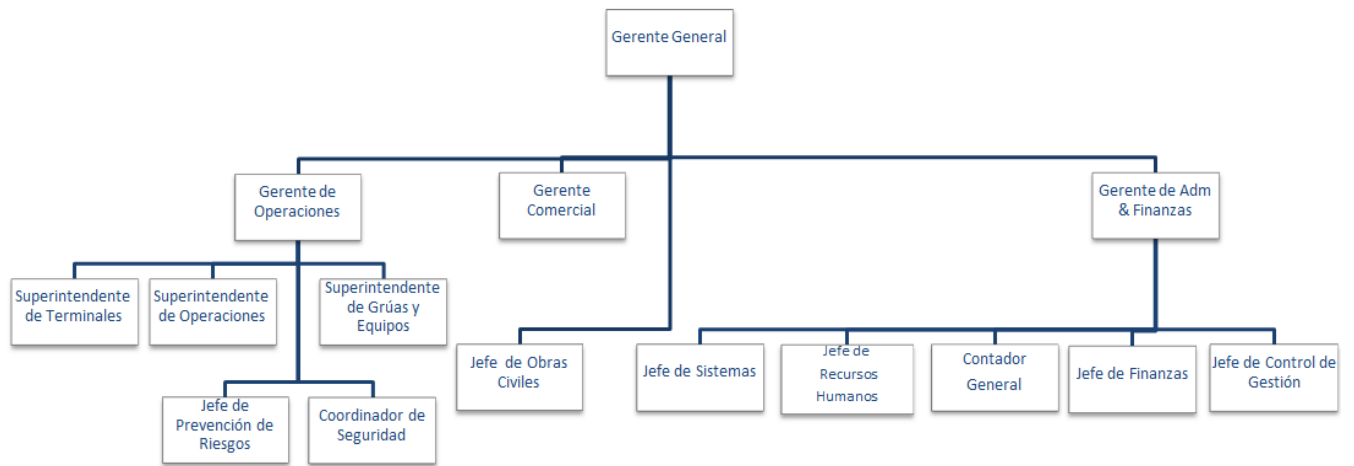 Gerente General
Gerente de
Operaciones
Gerente
Comercial
Gerente de Adm
& Finanzas
Superintendente
de Terminales
Superintendente
de Operaciones
Superintendente
de Grúas y
Equipos
Jefe de Obras
Civiles
Jefe de Sistemas
Jefe de
Recursos
Humanos
Contador
General
Jefe de Finanzas
Jefe de Control de
Gestión
Jefe de
Prevención de
Riesgos
Coordinador de
Seguridad